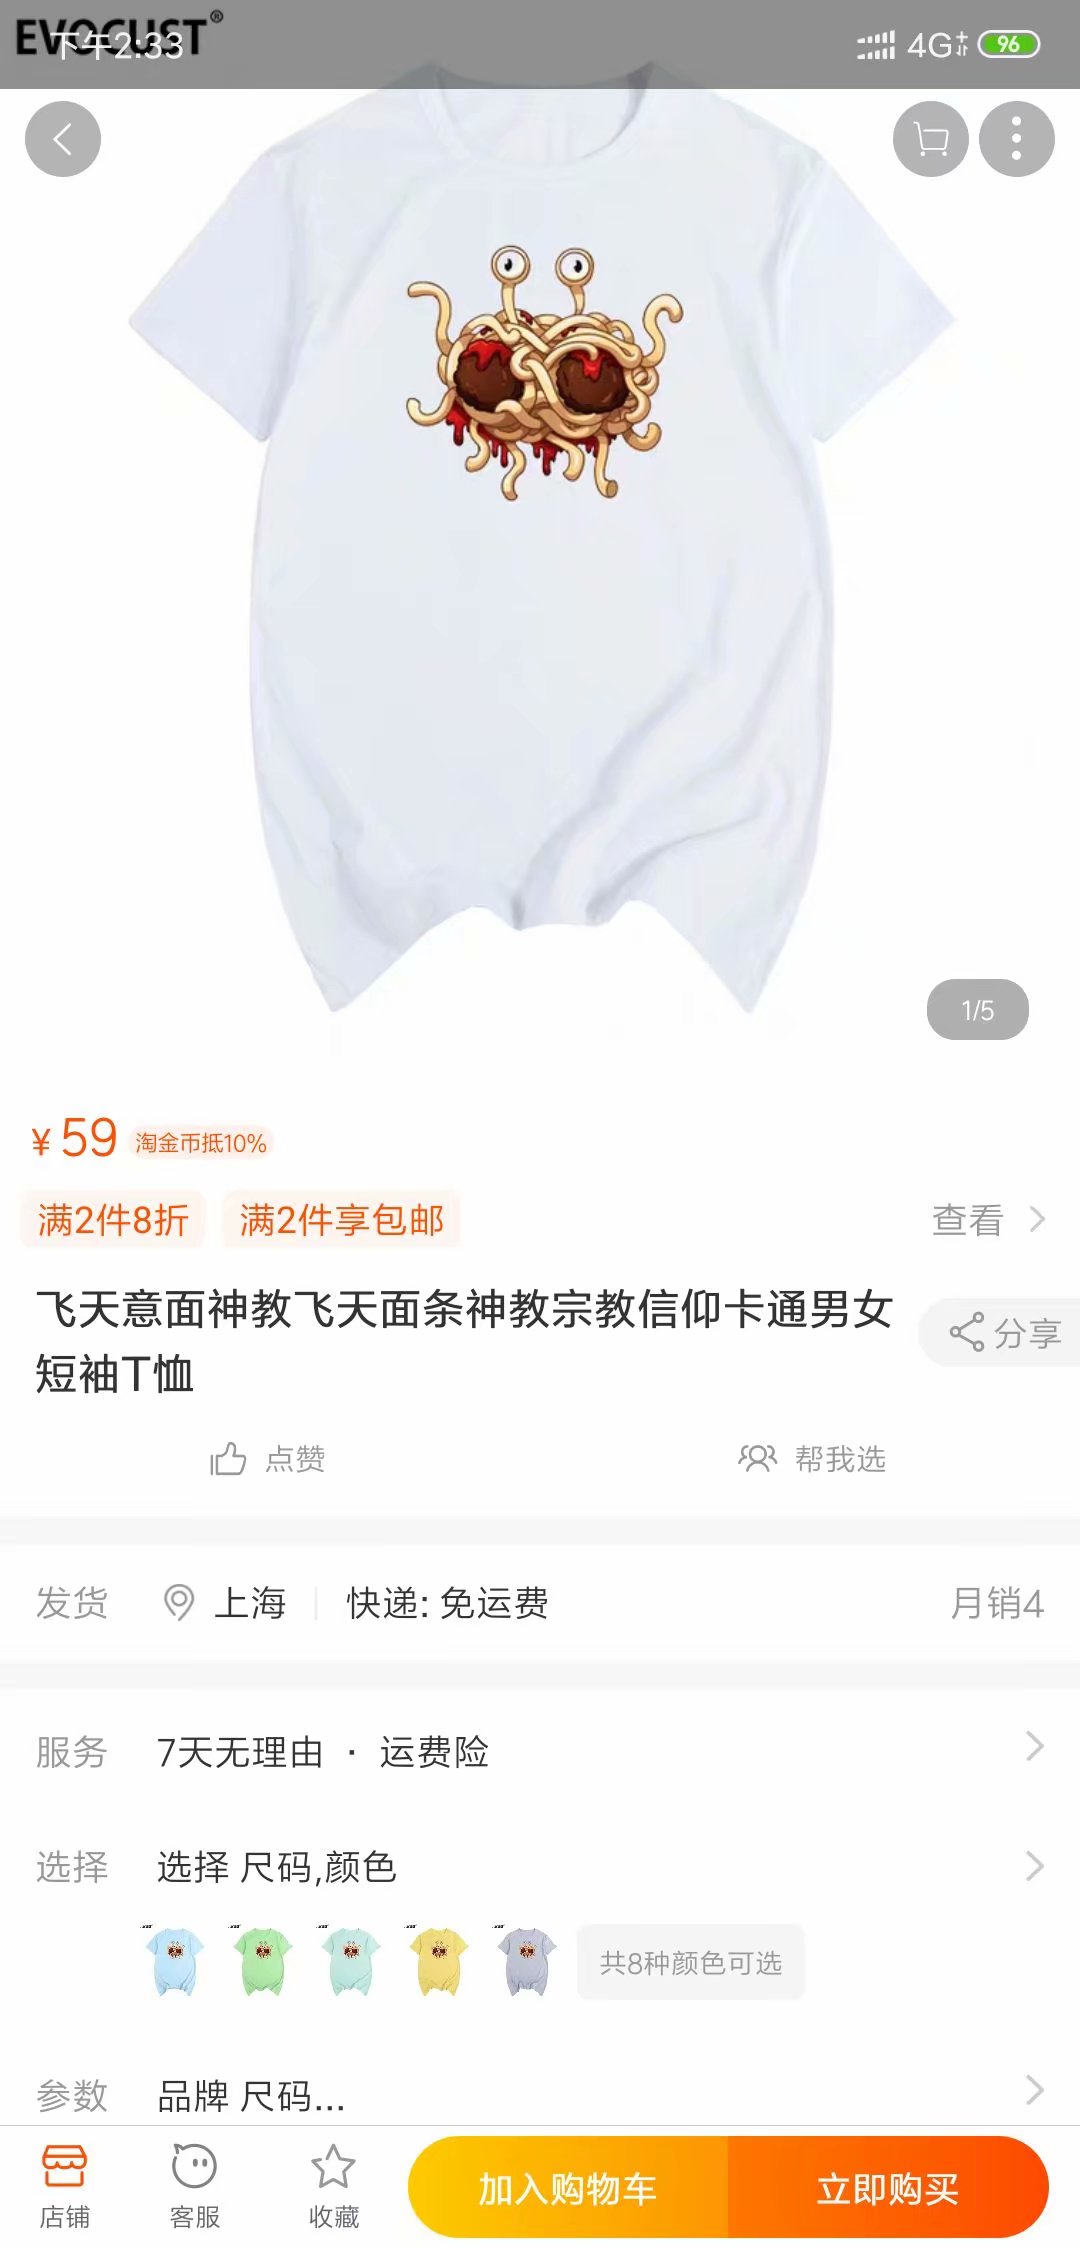 EVOCUST®
下午2:33
4G
96
1/5
¥59 淘金币抵10%
满2件8折 满2件享包邮 查看
飞天意面神教飞天面条神教宗教信仰卡通男女
短袖T恤
分享
点赞 帮我选
发货 上海 快递: 免运费 月销4
服务 7天无理由 · 运费险
选择 选择 尺码,颜色
共8种颜色可选
参数 品牌 尺码...
店铺 客服 收藏 加入购物车 立即购买